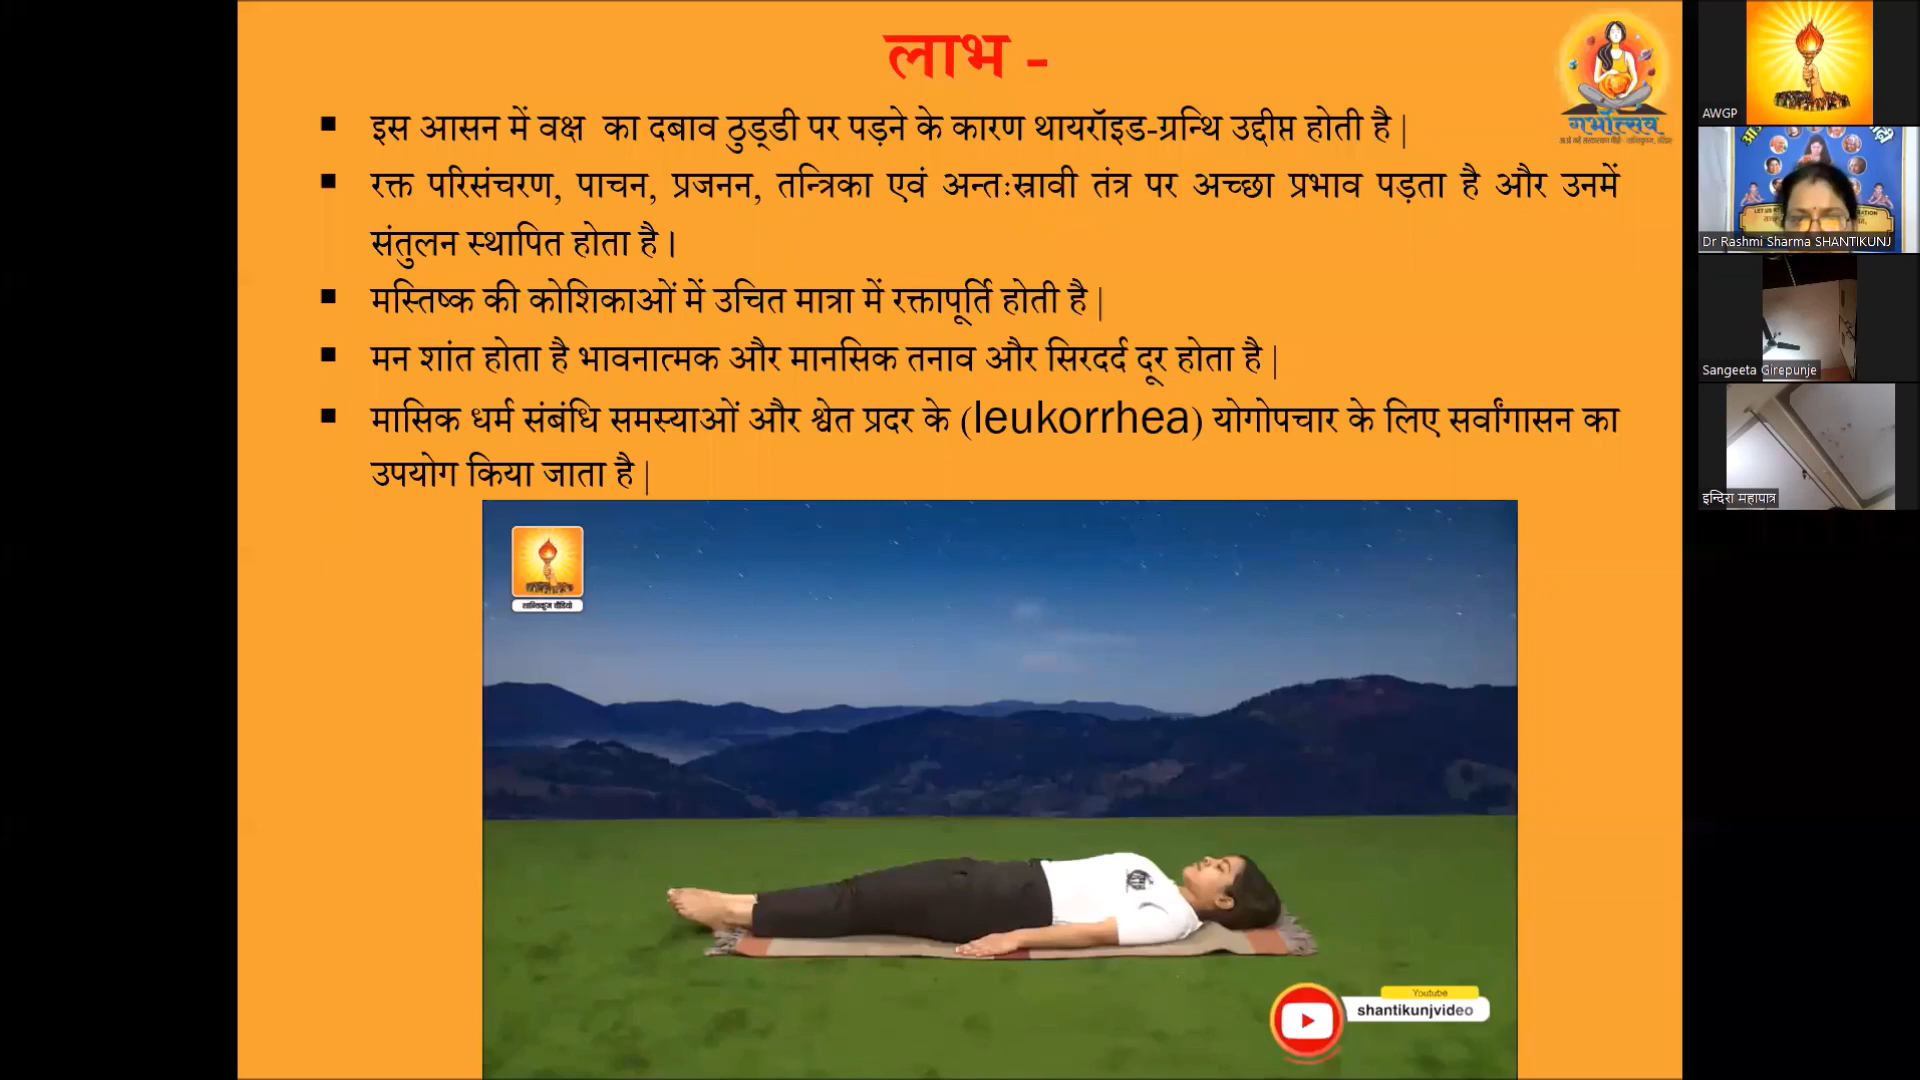 लाभ -
▪ इस आसन में वक्ष का दबाव ठुड्डी पर पड़ने के कारण थायरॉइड-ग्रन्थि उद्दीप्त होती है |
▪ रक्त परिसंचरण, पाचन, प्रजनन, तन्त्रिका एवं अन्तःस्रावी तंत्र पर अच्छा प्रभाव पड़ता है और उनमें
संतुलन स्थापित होता है।
▪ मस्तिष्क की कोशिकाओं में उचित मात्रा में रक्तापूर्ति होती है |
▪ मन शांत होता है भावनात्मक और मानसिक तनाव और सिरदर्द दूर होता है |
▪ मासिक धर्म संबंधि समस्याओं और श्वेत प्रदर के (leukorrhea) योगोपचार के लिए सर्वांगासन का
उपयोग किया जाता है |
गर्भोत्सव
शान्तिकुंज वीडियो
Youtube
shantikunjvideo
AWGP
Dr Rashmi Sharma SHANTIKUNJ
Sangeeta Girepunje
इन्दिरा महापात्र